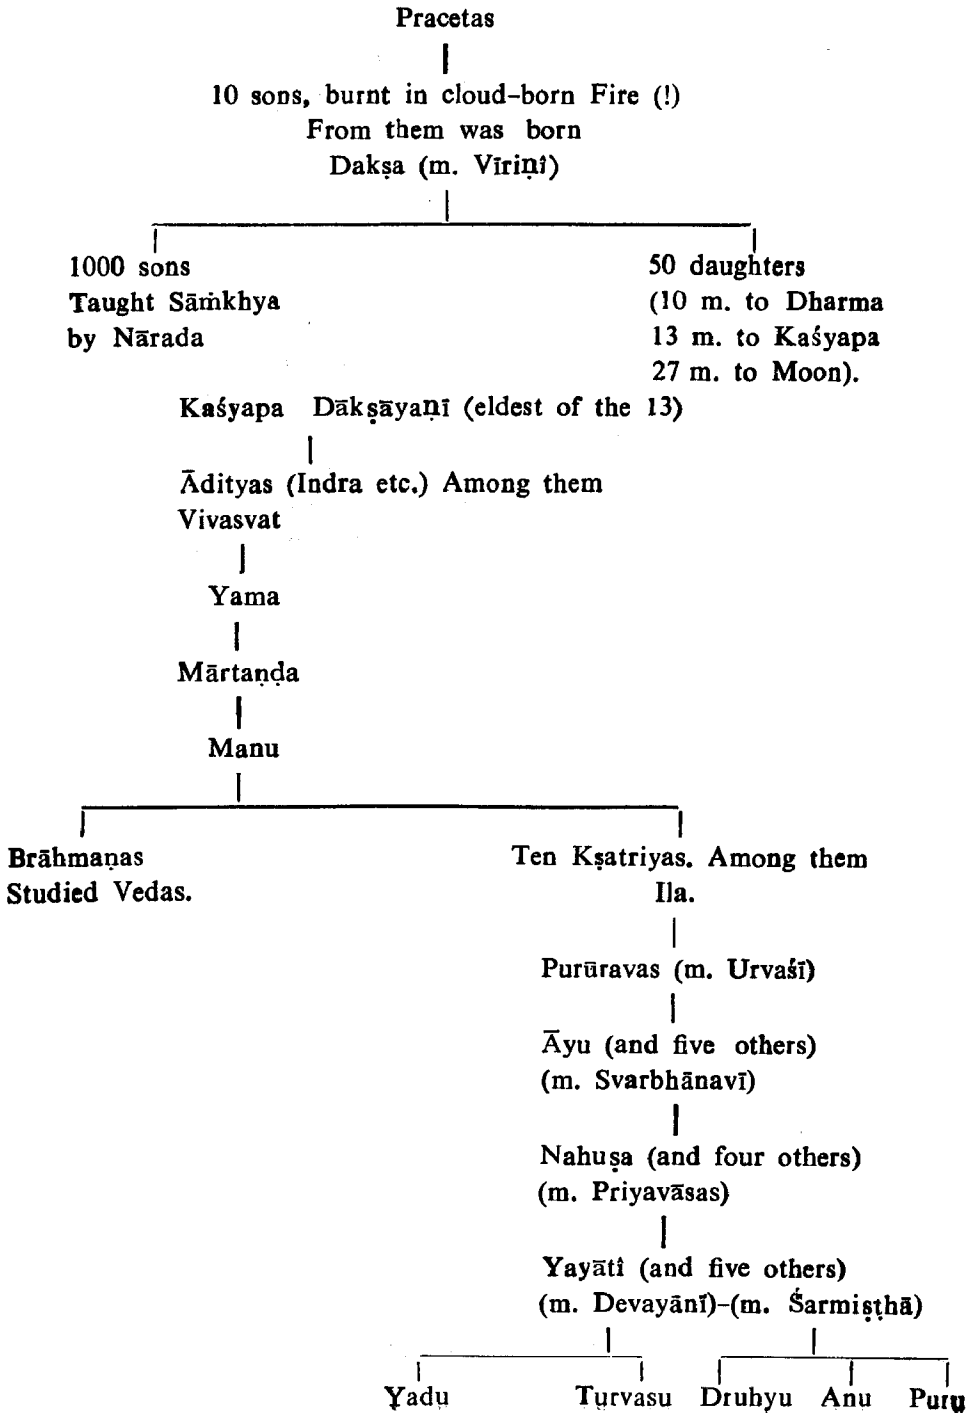 Pracetas
10 sons, burnt in cloud-born Fire (!)
From them was born
Dakṣa (m. Vīriṇī)
1000 sons
Taught Sāṁkhya
by Nārada
50 daughters
(10 m. to Dharma
13 m. to Kaśyapa
27 m. to Moon).
Kaśyapa Dākṣāyaṇī (eldest of the 13)
Ādityas (Indra etc.) Among them
Vivasvat
Yama
Mārtaṇḍa
Manu
Brāhmaṇas
Studied Vedas.
Ten Kṣatriyas. Among them
Ila.
Purūravas (m. Urvaśī)
Āyu (and five others)
(m. Svarbhānavī)
Nahuṣa (and four others)
(m. Priyavāsas)
Yayāti (and five others)
(m. Devayānī)-(m. Śarmiṣṭhā)
Yadu Turvasu Druhyu Anu Puru